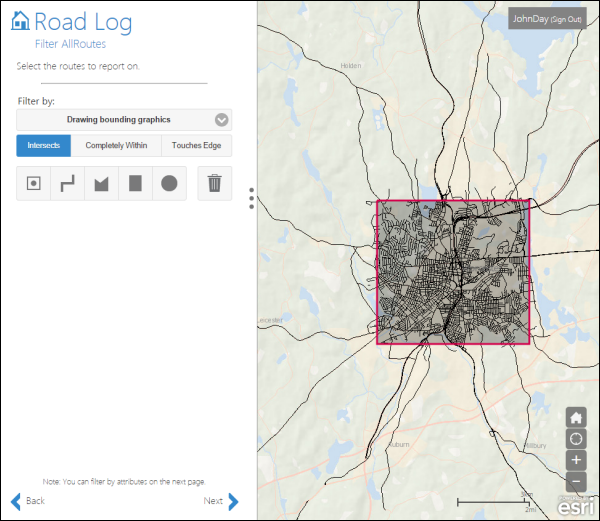 Road Log
Filter AllRoutes
Select the routes to report on.
Filter by:
Drawing bounding graphics
Intersects
Completely Within
Touches Edge
Note: You can filter by attributes on the next page.
Back
Next
JohnDay (Sign Out)
Holden
Auburn
Millbury
3km
2mi
esri